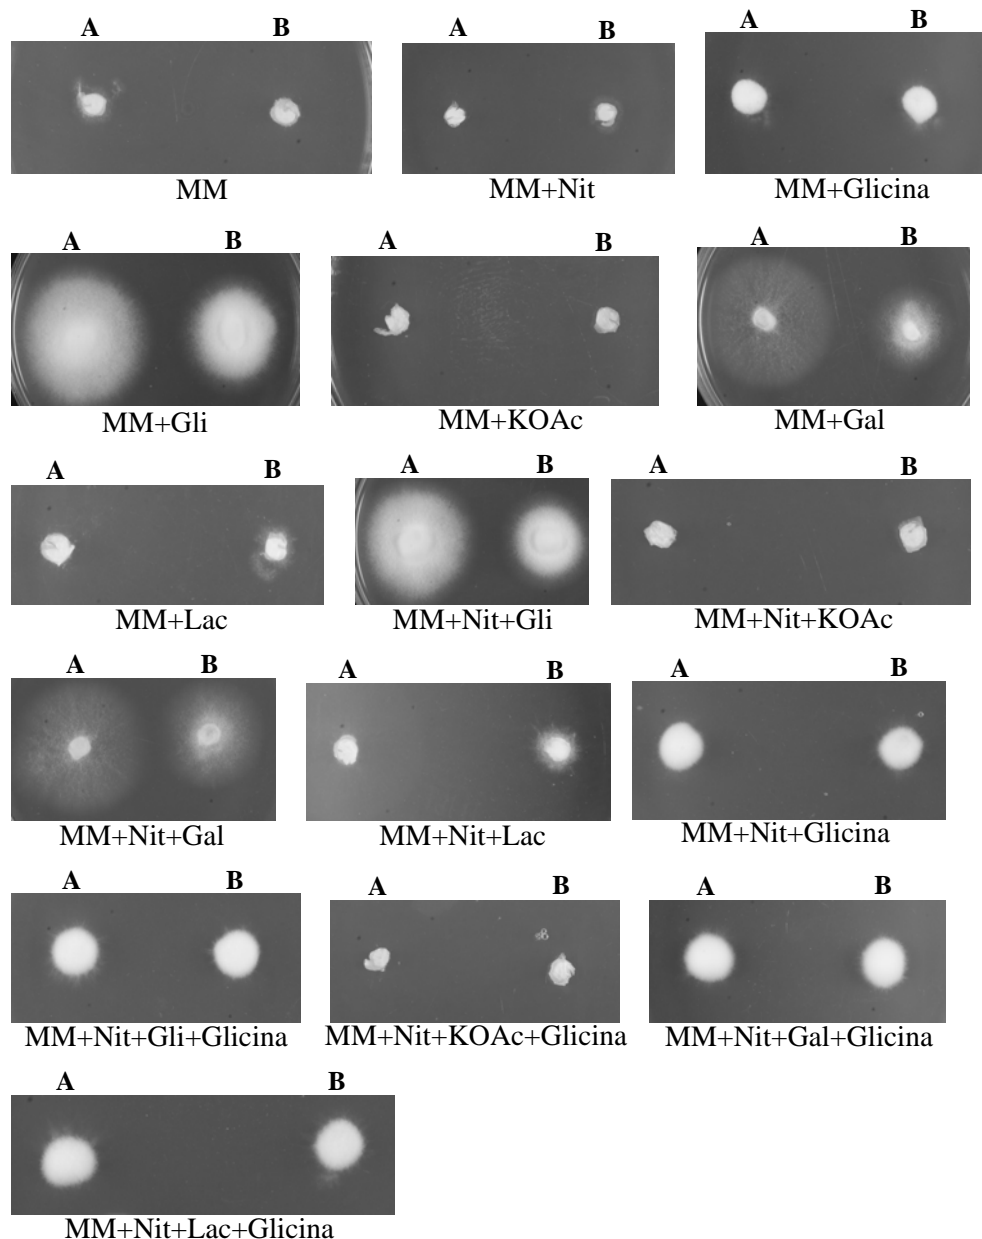 A B
MM
A B
MM+Nit
A B
MM+Glicina
A B
MM+Gli
A B
MM+KOAc
A B
MM+Gal
A B
MM+Lac
A B
MM+Nit+Gli
A B
MM+Nit+KOAc
A B
MM+Nit+Gal
A B
MM+Nit+Lac
A B
MM+Nit+Glicina
A B
MM+Nit+Gli+Glicina
A B
MM+Nit+KOAc+Glicina
A B
MM+Nit+Gal+Glicina
A B
MM+Nit+Lac+Glicina